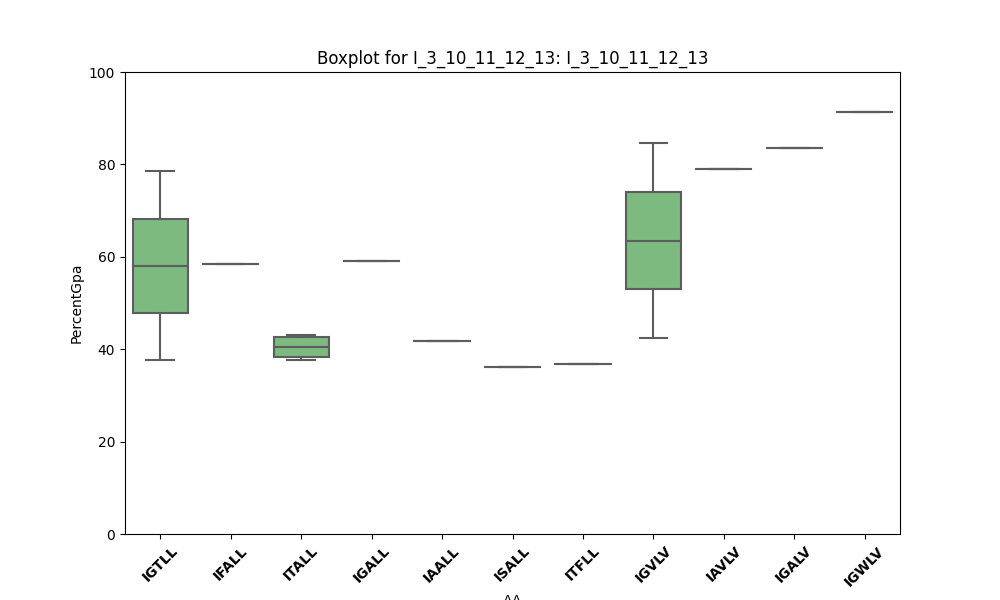 Boxplot for I_3_10_11_12_13: I_3_10_11_12_13
PercentGpa
100
80
60
40
20
0
IGTLL
IFALL
ITALL
IGALL
IAALL
ISALL
ITFLL
IGVLV
IAVLV
IGALV
IGWLV
AA